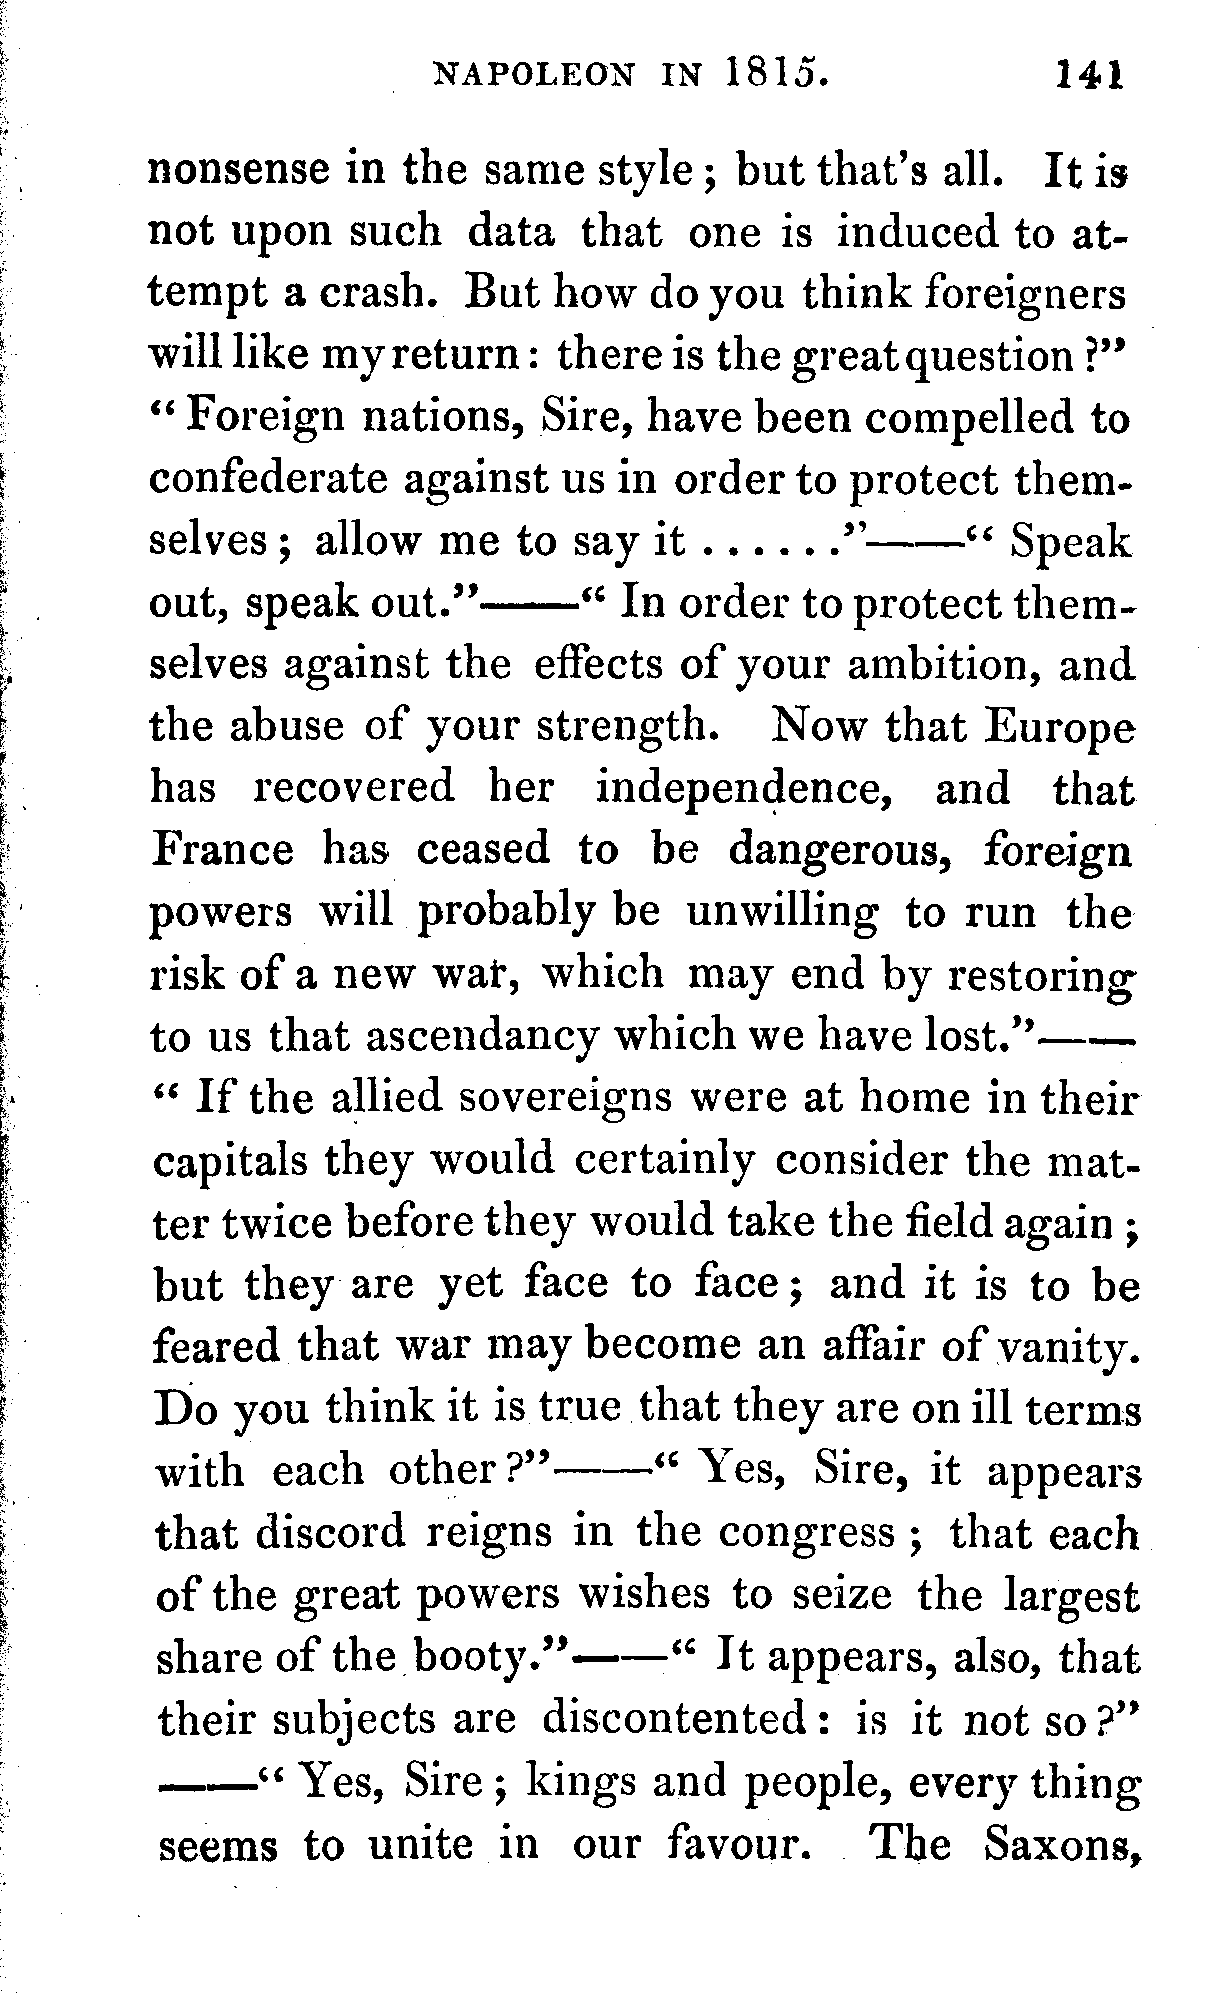 NAPOLEON IN 1815. 141
nonsense in the same style; but that's all. It is
not upon such data that one is induced to at-
tempt a crash. But how do you think foreigners
will like my return: there is the great question?"
"Foreign nations, Sire, have been compelled to
confederate against us in order to protect them-
selves; allow me to say it ......"——" Speak
out, speak out."——" In order to protect them-
selves against the effects of your ambition, and
the abuse of your strength. Now that Europe
has recovered her independence, and that
France has ceased to be dangerous, foreign
powers will probably be unwilling to run the
risk of a new war, which may end by restoring
to us that ascendancy which we have lost."——
" If the allied sovereigns were at home in their
capitals they would certainly consider the mat-
ter twice before they would take the field again;
but they are yet face to face; and it is to be
feared that war may become an affair of vanity.
Do you think it is true that they are on ill terms
with each other?"——" Yes, Sire, it appears
that discord reigns in the congress; that each
of the great powers wishes to seize the largest
share of the booty."——" It appears, also, that
their subjects are discontented: is it not so?"
——" Yes, Sire; kings and people, every thing
seems to unite in our favour. The Saxons,